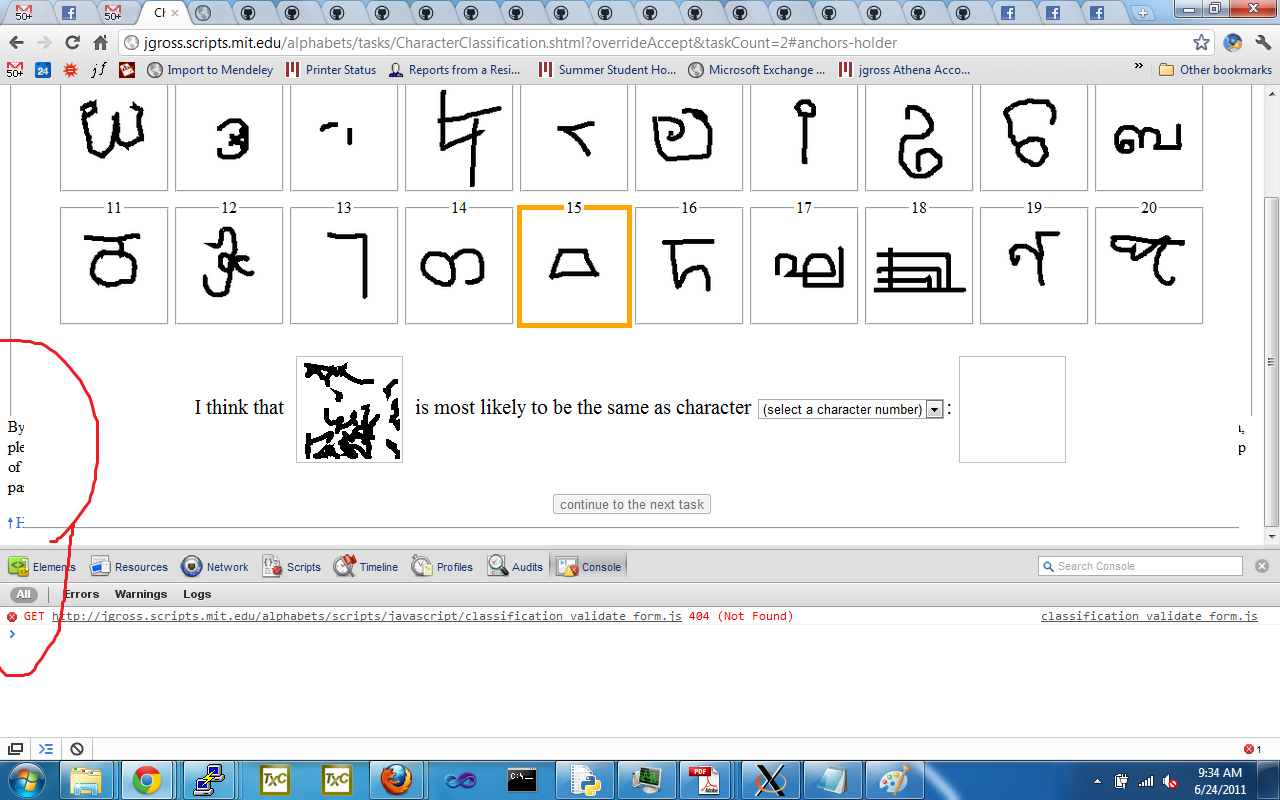 50+
50+
Ch
jgross.scripts.mit.edu/alphabets/tasks/CharacterClassification.shtml?overrideAccept&taskCount=2#anchors-holder
50+ 24 jf Import to Mendeley Printer Status Reports from a Resi... Summer Student Ho... Microsoft Exchange ... jgross Athena Acco... » Other bookmarks
11 12 13 14 15 16 17 18 19 20
I think that is most likely to be the same as character (select a character number) :
By
ple p
of
pa
continue to the next task
↑H
Elements Resources Network Scripts Timeline Profiles Audits Console Search Console
All Errors Warnings Logs
GET http://jgross.scripts.mit.edu/alphabets/scripts/javascript/classification_validate_form.js 404 (Not Found) classification_validate_form.js
>
1
TXC TXC C:\ PDF Adobe 9:34 AM
6/24/2011